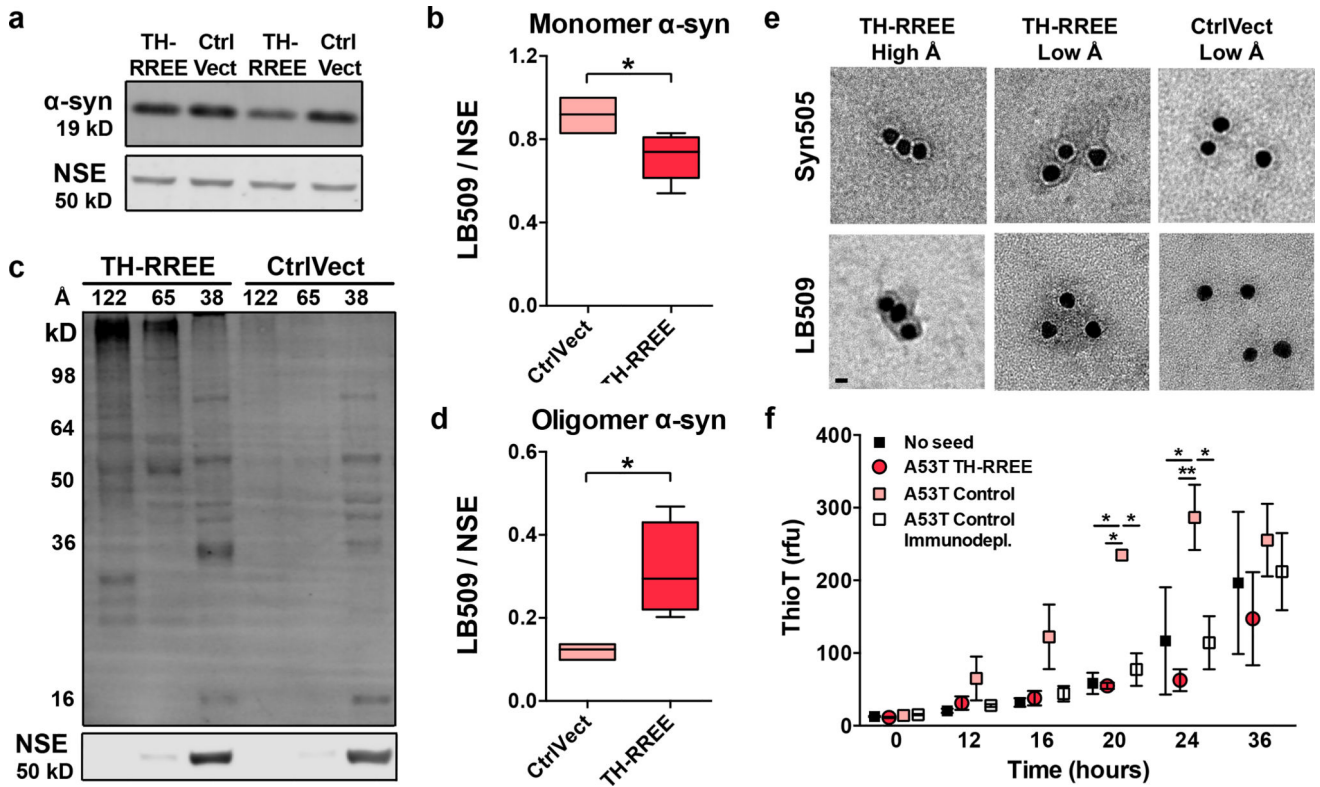 a
TH- Ctrl TH- Ctrl
RREE Vect RREE Vect
α-syn
19 kD
NSE
50 kD
b
Monomer α-syn
LB509 / NSE
1.2
0.8
0.4
0.0
*
CtrlVect
TH-RREE
c
TH-RREE CtrlVect
Å 122 65 38 122 65 38
kD
98
64
50
36
16
NSE
50 kD
d
Oligomer α-syn
LB509 / NSE
0.6
0.4
0.2
0.0
*
CtrlVect
TH-RREE
e
TH-RREE TH-RREE CtrlVect
High Å Low Å Low Å
Syn505
LB509
f
No seed
A53T TH-RREE
A53T Control
A53T Control
Immunodepl.
ThioT (rfu)
400
300
200
100
0
* *
*
* *
**
0 12 16 20 24 36
Time (hours)